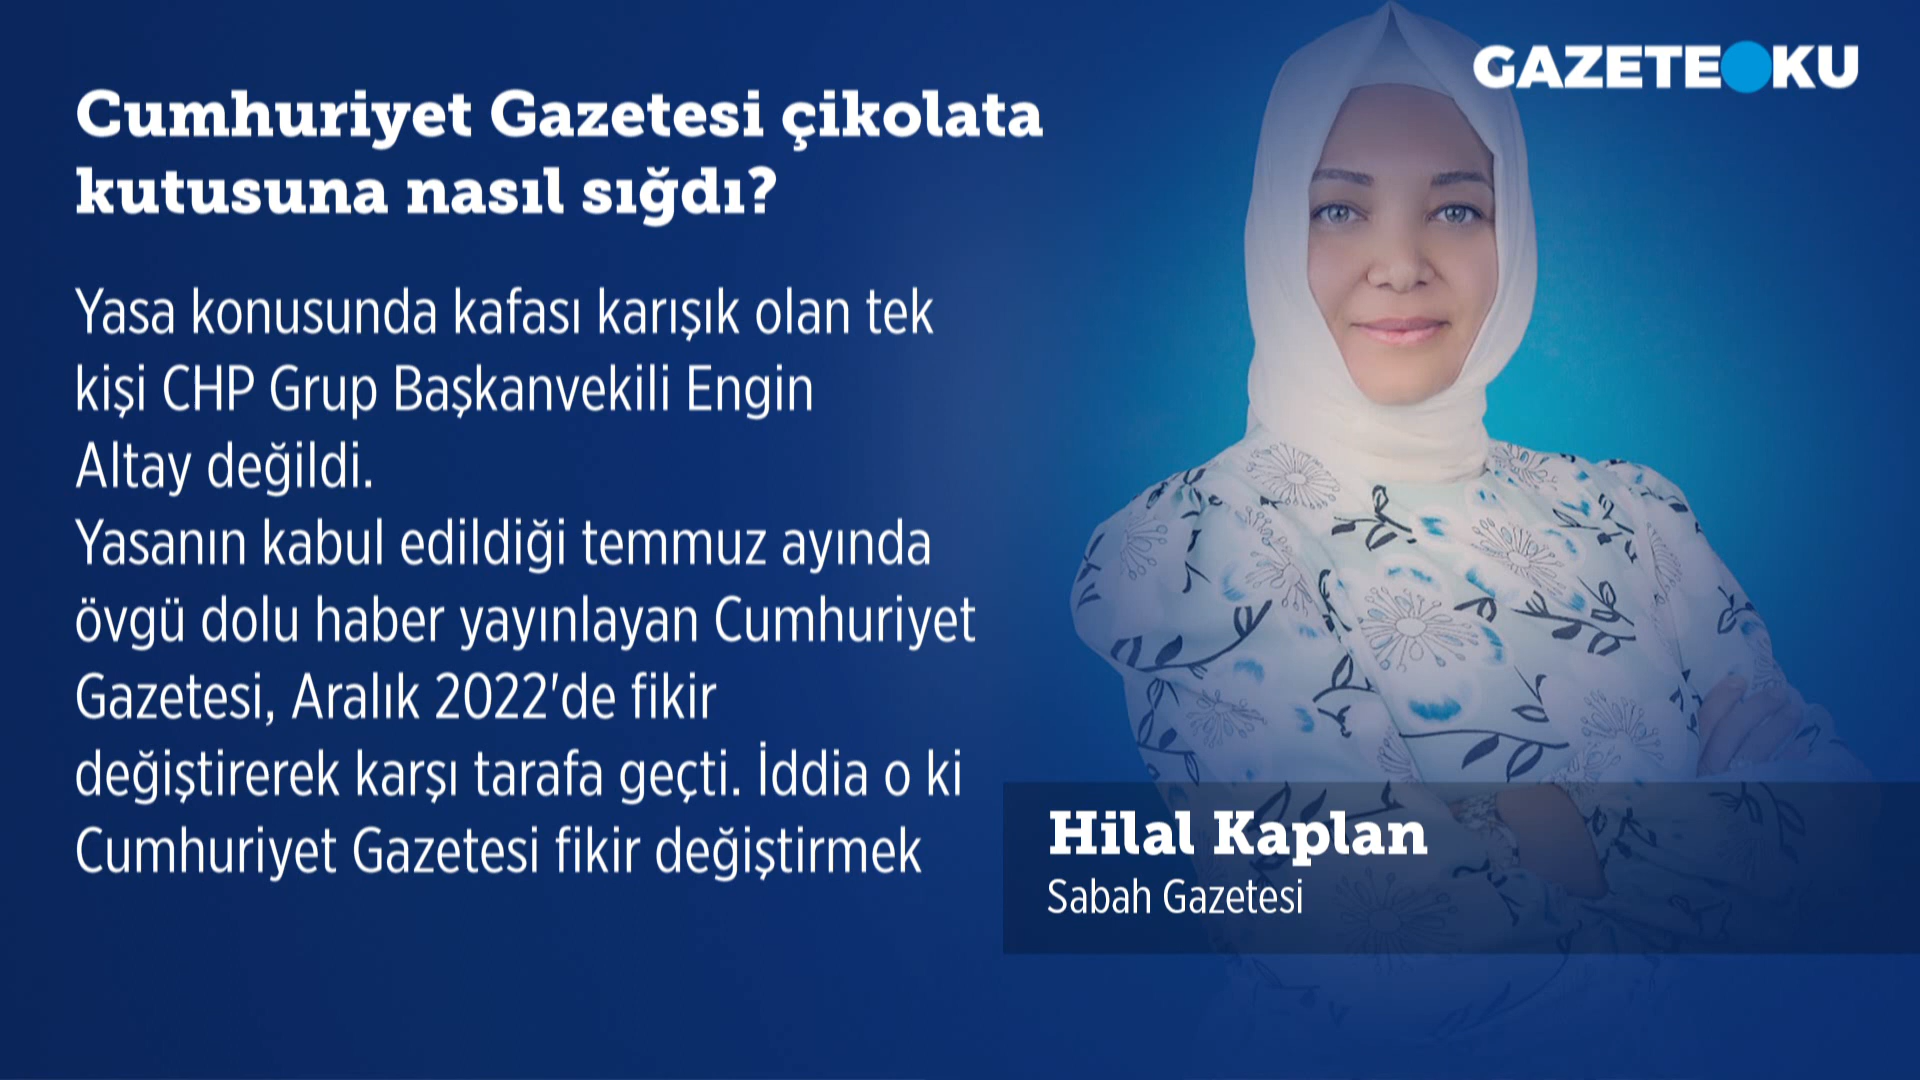 GAZETE KU
Cumhuriyet Gazetesi çikolata
kutusuna nasıl sığdı?
Yasa konusunda kafası karışık olan tek
kişi CHP Grup Başkanvekili Engin
Altay değildi.
Yasanın kabul edildiği temmuz ayında
övgü dolu haber yayınlayan Cumhuriyet
Gazetesi, Aralık 2022'de fikir
değiştirerek karşı tarafa geçti. İddia o ki
Cumhuriyet Gazetesi fikir değiştirmek
Hilal Kaplan
Sabah Gazetesi